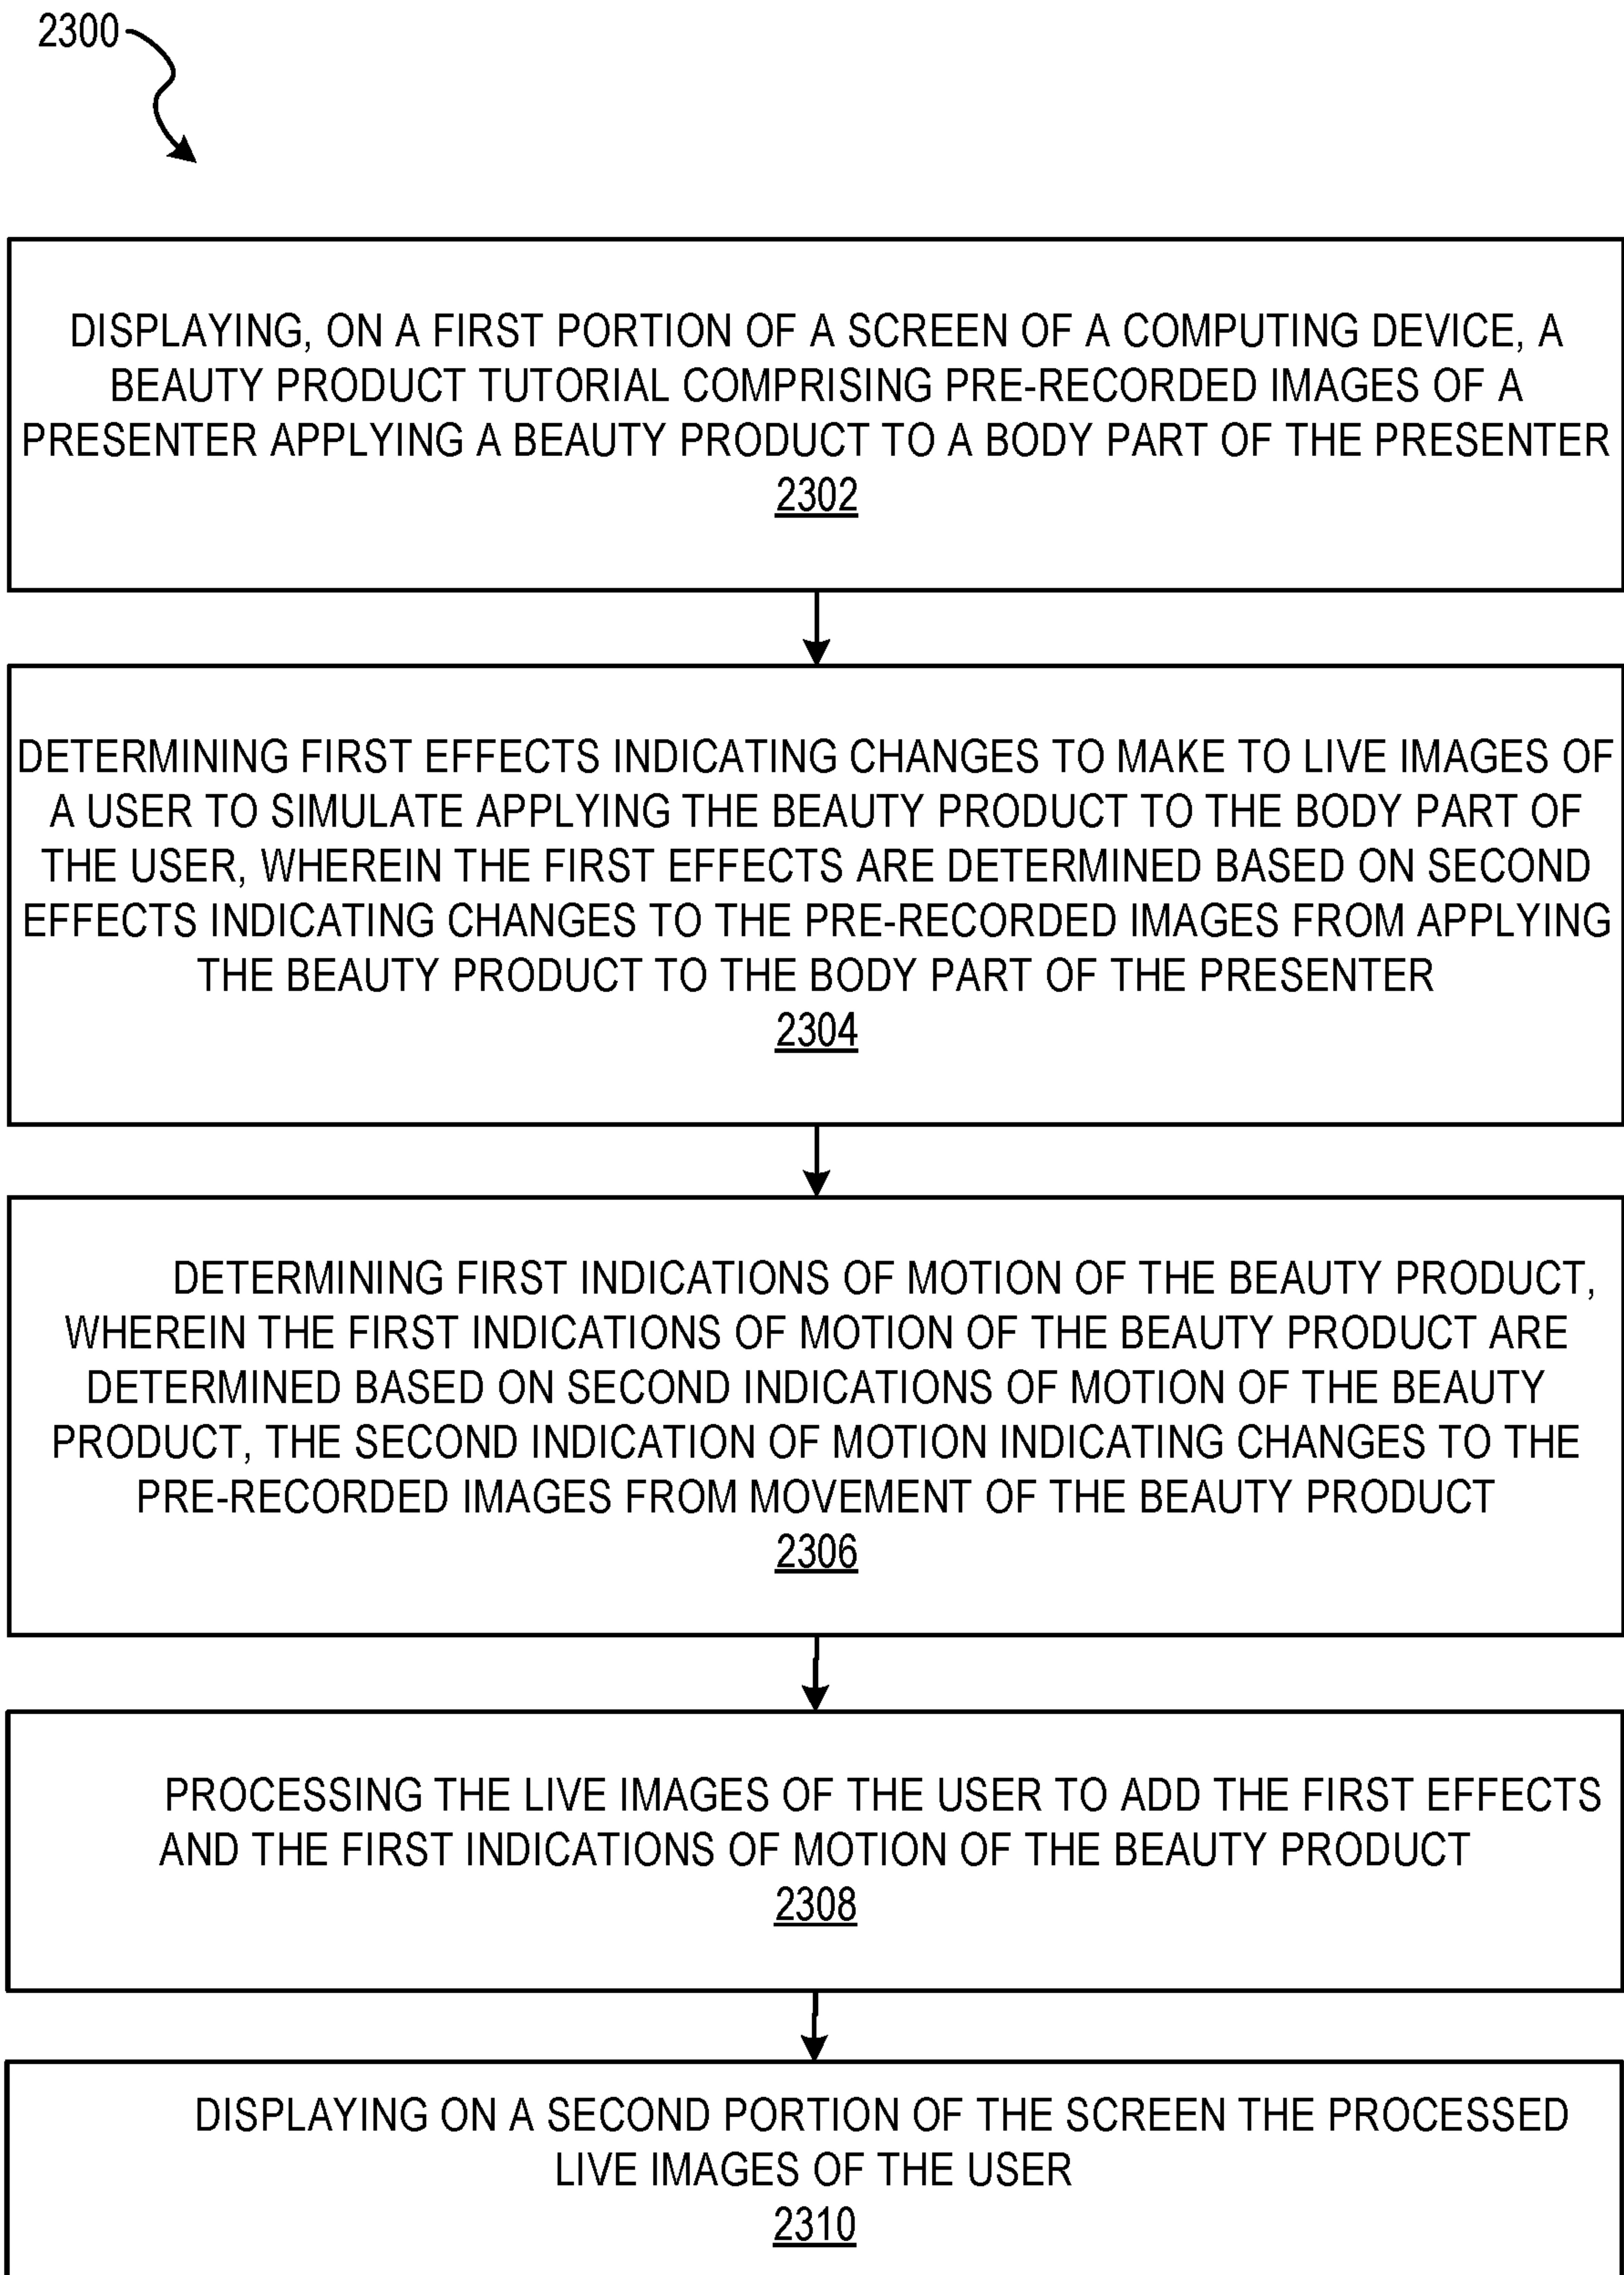 2300
DISPLAYING, ON A FIRST PORTION OF A SCREEN OF A COMPUTING DEVICE, A
BEAUTY PRODUCT TUTORIAL COMPRISING PRE-RECORDED IMAGES OF A
PRESENTER APPLYING A BEAUTY PRODUCT TO A BODY PART OF THE PRESENTER
2302
DETERMINING FIRST EFFECTS INDICATING CHANGES TO MAKE TO LIVE IMAGES OF
A USER TO SIMULATE APPLYING THE BEAUTY PRODUCT TO THE BODY PART OF
THE USER, WHEREIN THE FIRST EFFECTS ARE DETERMINED BASED ON SECOND
EFFECTS INDICATING CHANGES TO THE PRE-RECORDED IMAGES FROM APPLYING
THE BEAUTY PRODUCT TO THE BODY PART OF THE PRESENTER
2304
DETERMINING FIRST INDICATIONS OF MOTION OF THE BEAUTY PRODUCT,
WHEREIN THE FIRST INDICATIONS OF MOTION OF THE BEAUTY PRODUCT ARE
DETERMINED BASED ON SECOND INDICATIONS OF MOTION OF THE BEAUTY
PRODUCT, THE SECOND INDICATION OF MOTION INDICATING CHANGES TO THE
PRE-RECORDED IMAGES FROM MOVEMENT OF THE BEAUTY PRODUCT
2306
PROCESSING THE LIVE IMAGES OF THE USER TO ADD THE FIRST EFFECTS
AND THE FIRST INDICATIONS OF MOTION OF THE BEAUTY PRODUCT
2308
DISPLAYING ON A SECOND PORTION OF THE SCREEN THE PROCESSED
LIVE IMAGES OF THE USER
2310